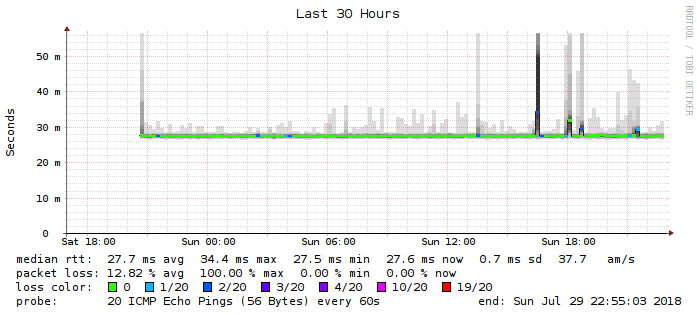 Last 30 Hours
RRDTOOL / TOBI OETIKER
Seconds
50 m
40 m
30 m
20 m
10 m
0
Sat 18:00 Sun 00:00 Sun 06:00 Sun 12:00 Sun 18:00
median rtt: 27.7 ms avg 34.4 ms max 27.5 ms min 27.6 ms now 0.7 ms sd 37.7 am/s
packet loss: 12.82 % avg 100.00 % max 0.00 % min 0.00 % now
loss color: 0 1/20 2/20 3/20 4/20 10/20 19/20
probe: 20 ICMP Echo Pings (56 Bytes) every 60s end: Sun Jul 29 22:55:03 2018